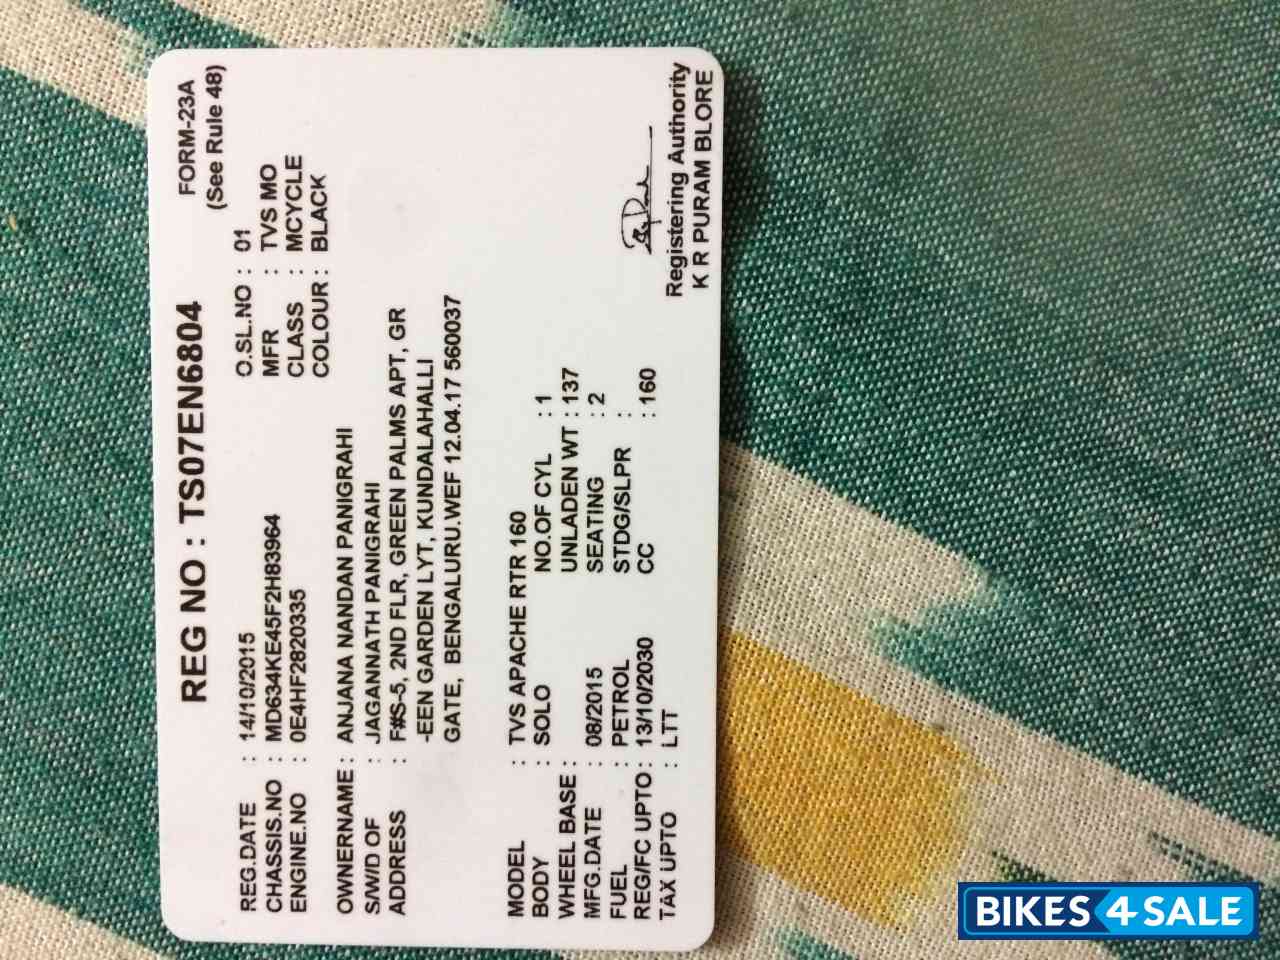 FORM-23A
(See Rule 48)
REG NO : TS07EN6804
REG.DATE : 14/10/2015
O.SL.NO : 01
CHASSIS.NO : MD634KE45F2H83964
MFR : TVS MO
ENGINE.NO : 0E4HF2820335
CLASS : MCYCLE
COLOUR : BLACK
OWNERNAME : ANJANA NANDAN PANIGRAHI
S/W/D OF : JAGANNATH PANIGRAHI
ADDRESS : F#S-5, 2ND FLR, GREEN PALMS APT, GR
-EEN GARDEN LYT, KUNDALAHALLI
GATE, BENGALURU.WEF 12.04.17 560037
MODEL : TVS APACHE RTR 160
BODY : SOLO
NO.OF CYL : 1
WHEEL BASE :
UNLADEN WT : 137
MFG.DATE : 08/2015
SEATING : 2
FUEL : PETROL
STDG/SLPR :
REG/FC UPTO : 13/10/2030
CC : 160
TAX UPTO : LTT
Registering Authority
K R PURAM BLORE
BIKES4SALE